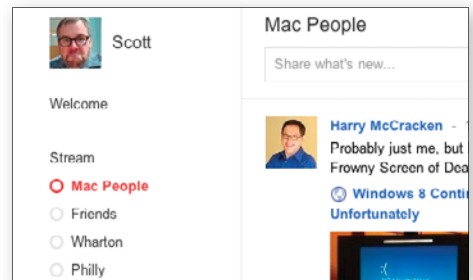 Scott
Welcome
Stream
Mac People
Friends
Wharton
Philly
Mac People
Share what's new...
Harry McCracken -
Probably just me, but
Frowny Screen of Dea
Windows 8 Conti
Unfortunately
:(